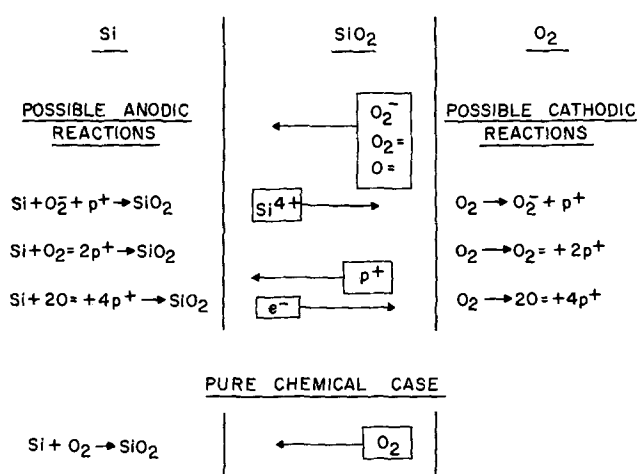 Si SiO2 O2
POSSIBLE ANODIC REACTIONS
O2⁻
O2=
O=
POSSIBLE CATHODIC REACTIONS
Si+O2⁻+p⁺→SiO2
Si⁴⁺
O2→O2⁻+p⁺
Si+O2=2p⁺→SiO2
p⁺
O2→O2=+2p⁺
Si+2O=+4p⁺→SiO2
e⁻
O2→2O=+4p⁺
PURE CHEMICAL CASE
Si+O2→SiO2
O2